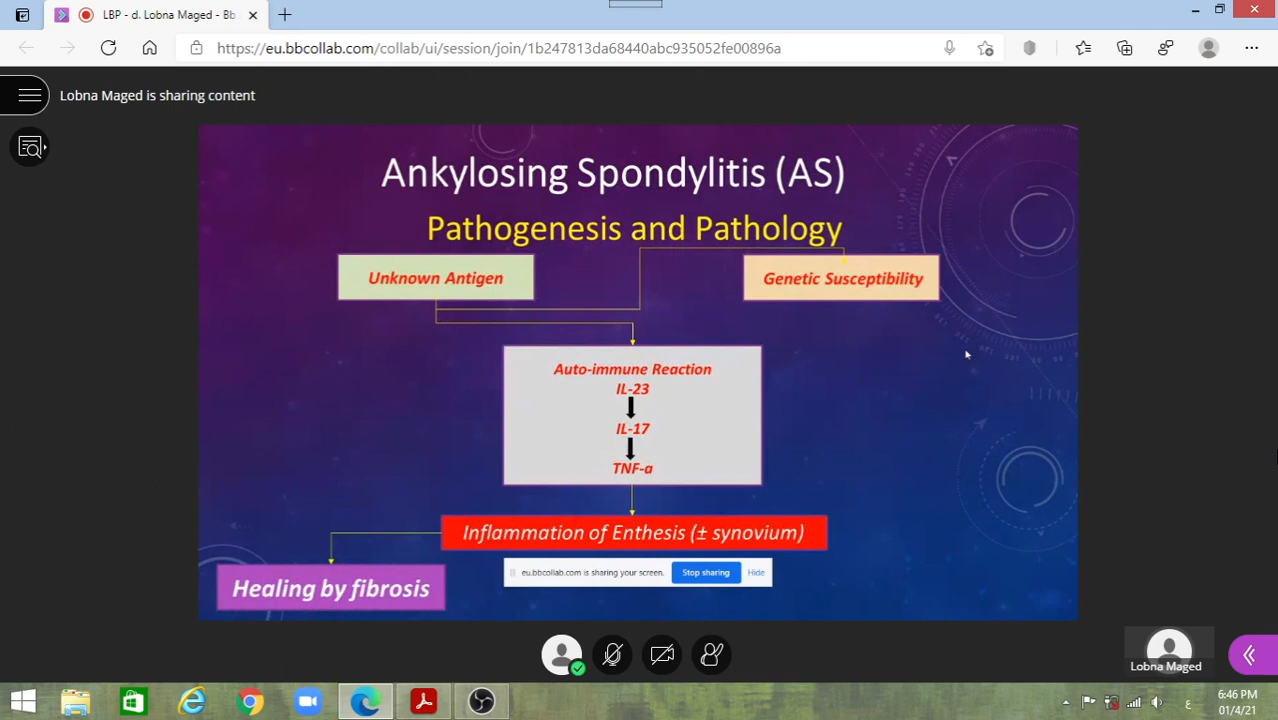 LBP - d. Lobna Maged - Bb
https://eu.bbcollab.com/collab/ui/session/join/1b247813da68440abc935052fe00896a
Lobna Maged is sharing content
Ankylosing Spondylitis (AS)
Pathogenesis and Pathology
Unknown Antigen
Genetic Susceptibility
Auto-immune Reaction
IL-23
IL-17
TNF-a
Inflammation of Enthesis (± synovium)
eu.bbcollab.com is sharing your screen. Stop sharing Hide
Healing by fibrosis
Lobna Maged
ع
6:46 PM
01/4/21